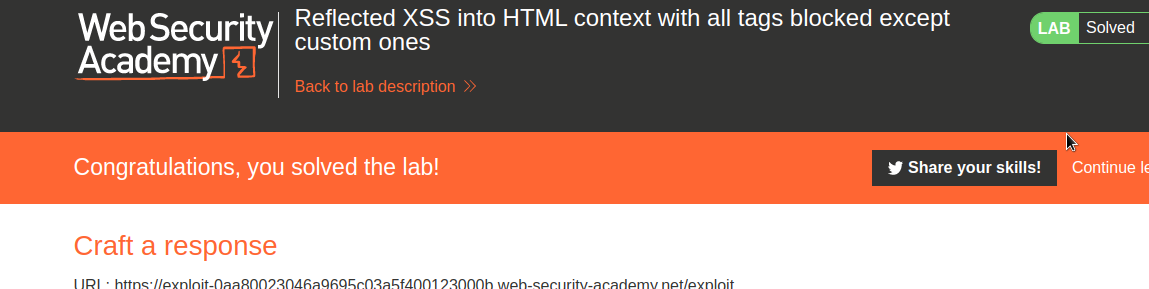 Web Security
Academy
Reflected XSS into HTML context with all tags blocked except
custom ones
Back to lab description
LAB Solved
Congratulations, you solved the lab!
Share your skills!
Continue le
Craft a response
URL: https://exploit-0aa80023046a9695c03a5f400123000b.web-security-academy.net/exploit